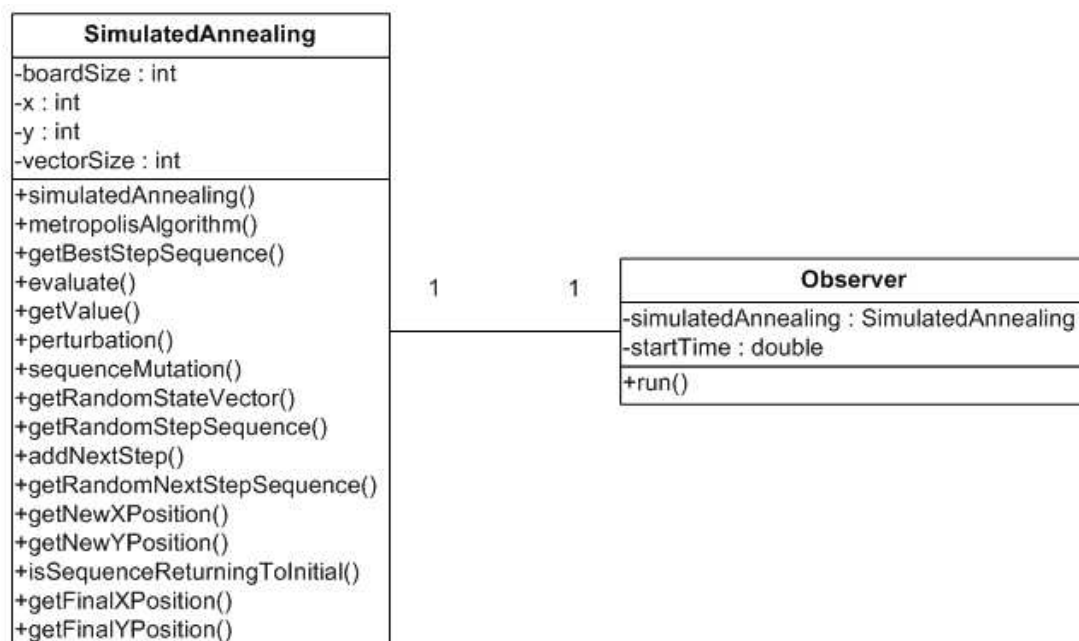 SimulatedAnnealing
-boardSize : int
-x : int
-y : int
-vectorSize : int
+simulatedAnnealing()
+metropolisAlgorithm()
+getBestStepSequence()
+evaluate()
+getValue()
+perturbation()
+sequenceMutation()
+getRandomStateVector()
+getRandomStepSequence()
+addNextStep()
+getRandomNextStepSequence()
+getNewXPosition()
+getNewYPosition()
+isSequenceReturningToInitial()
+getFinalXPosition()
+getFinalYPosition()
1 1
Observer
-simulatedAnnealing : SimulatedAnnealing
-startTime : double
+run()